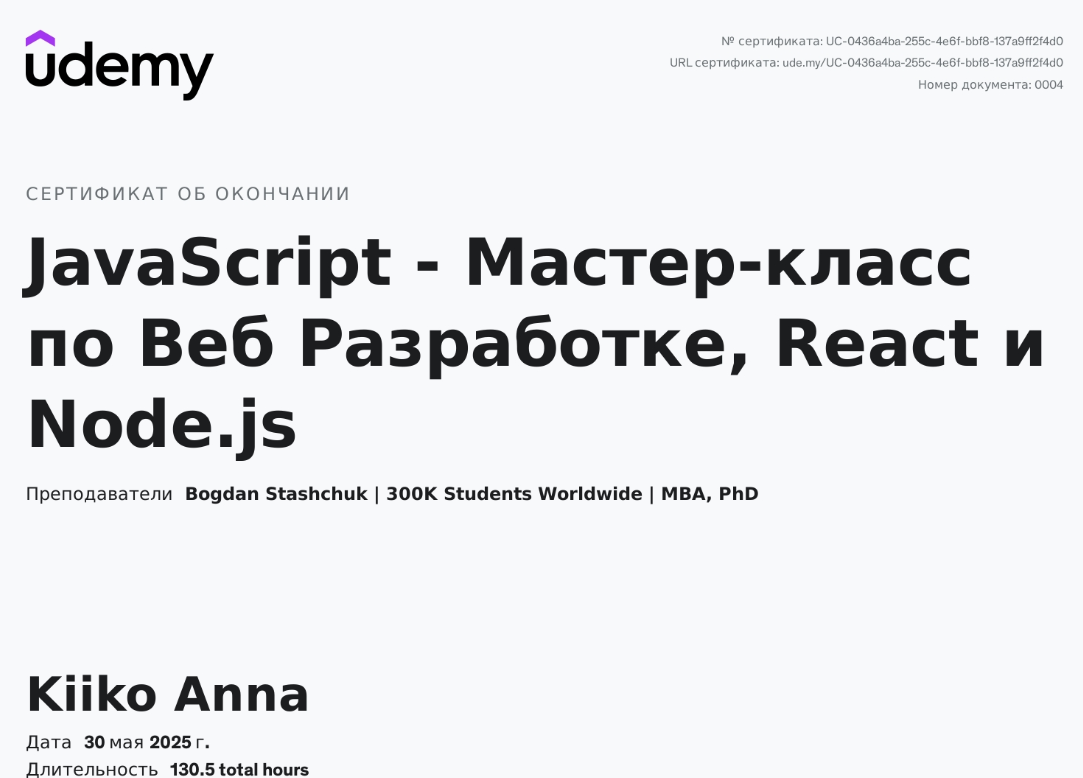 udemy
№ сертификата: UC-0436a4ba-255c-4e6f-bbf8-137a9ff2f4d0
URL сертификата: ude.my/UC-0436a4ba-255c-4e6f-bbf8-137a9ff2f4d0
Номер документа: 0004
СЕРТИФИКАТ ОБ ОКОНЧАНИИ
JavaScript - Мастер-класс
по Веб Разработке, React и
Node.js
Преподаватели Bogdan Stashchuk | 300K Students Worldwide | MBA, PhD
Kiiko Anna
Дата 30 мая 2025 г.
Длительность 130.5 total hours